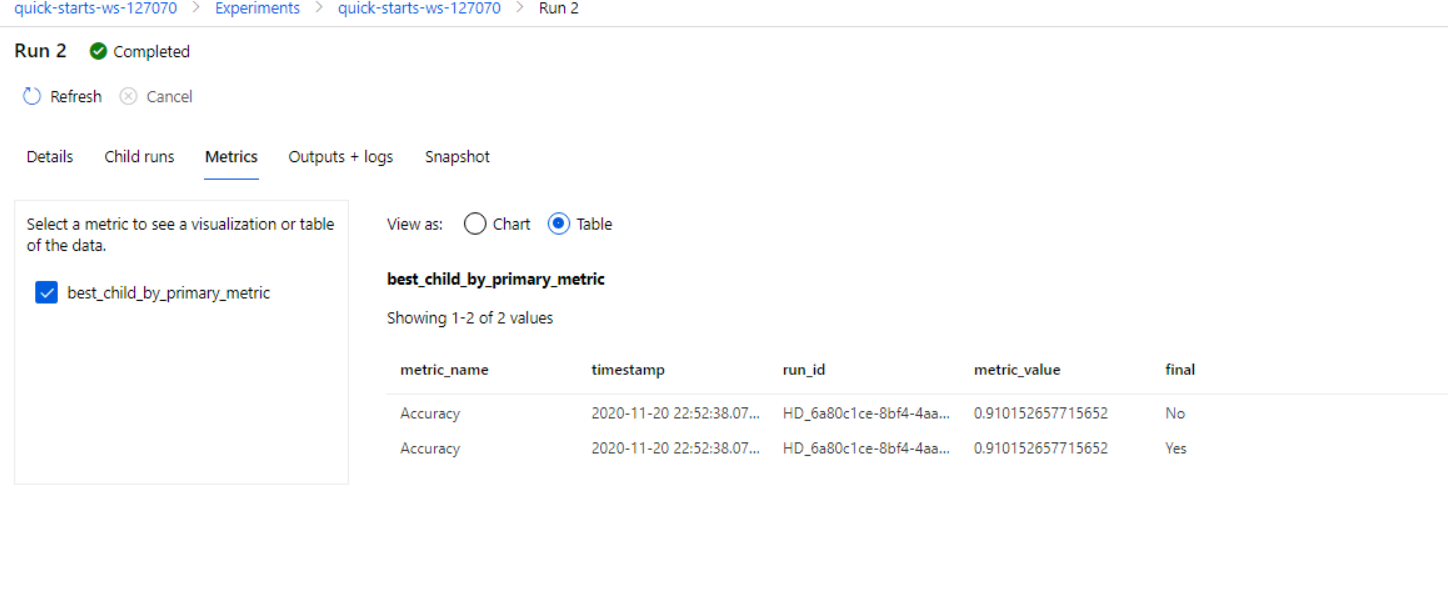 quick-starts-ws-127070 > Experiments > quick-starts-ws-127070 > Run 2
Run 2 Completed
Refresh Cancel
Details Child runs Metrics Outputs + logs Snapshot
Select a metric to see a visualization or table
of the data.
best_child_by_primary_metric
View as: Chart Table
best_child_by_primary_metric
Showing 1-2 of 2 values
metric_name timestamp run_id metric_value final
Accuracy 2020-11-20 22:52:38.07... HD_6a80c1ce-8bf4-4aa... 0.910152657715652 No
Accuracy 2020-11-20 22:52:38.07... HD_6a80c1ce-8bf4-4aa... 0.910152657715652 Yes